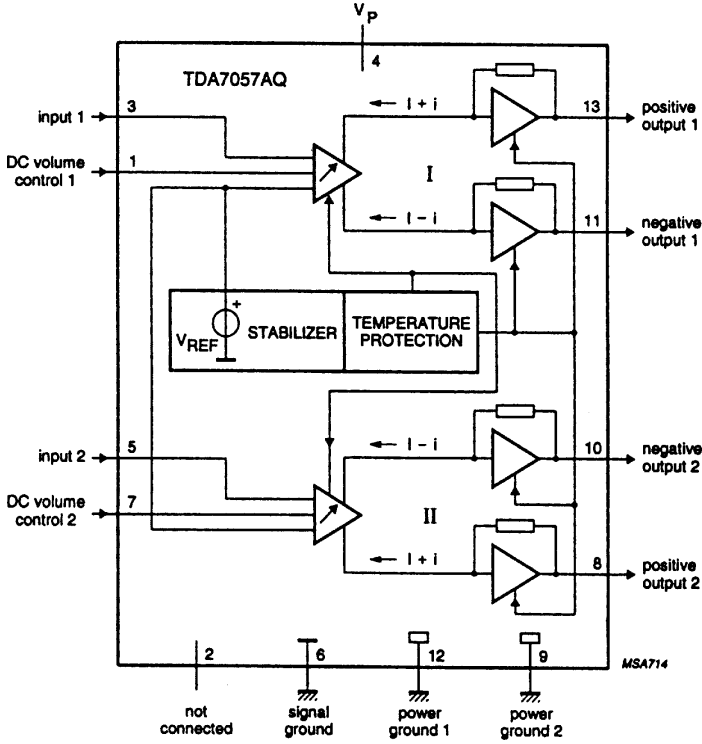 VP
4
TDA7057AQ
I + i
input 1
3
13
positive
output 1
DC volume
control 1
1
I
I – i
11
negative
output 1
+
VREF
STABILIZER
TEMPERATURE
PROTECTION
I – i
input 2
5
10
negative
output 2
DC volume
control 2
7
II
I + i
8
positive
output 2
2
6
12
9
MSA714
not
connected
signal
ground
power
ground 1
power
ground 2